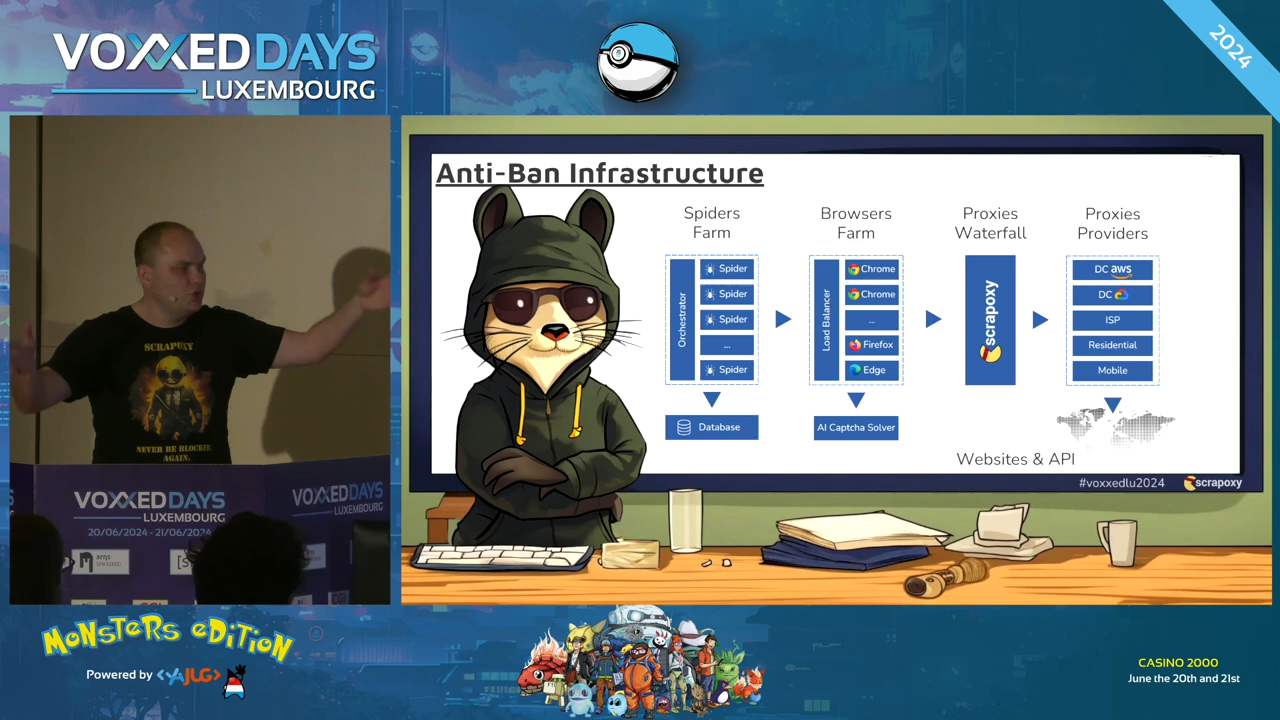 VOXXEDDAYS
LUXEMBOURG
2024
Anti-Ban Infrastructure
Spiders
Farm
Browsers
Farm
Proxies
Waterfall
Proxies
Providers
Orchestrator
Spider
Spider
Spider
...
Spider
Database
Load Balancer
Chrome
Chrome
...
Firefox
Edge
AI Captcha Solver
scrapoxy
DC aws
DC
ISP
Residential
Mobile
Websites & API
#voxxedlu2024
scrapoxy
SCRAPOXY
NEVER BE BLOCKED
AGAIN.
VOXXEDDAYS
LUXEMBOURG
20/06/2024 - 21/06/2024
VOXXEDDAYS
LUXEMBOURG
MONSTERS EDITION
Powered by <YAJUG>
CASINO 2000
June the 20th and 21st